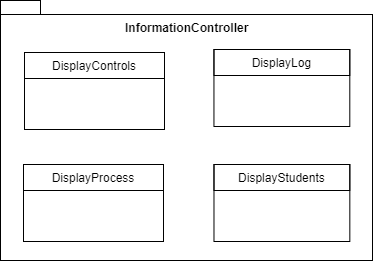 InformationController
DisplayControls
DisplayLog
DisplayProcess
DisplayStudents